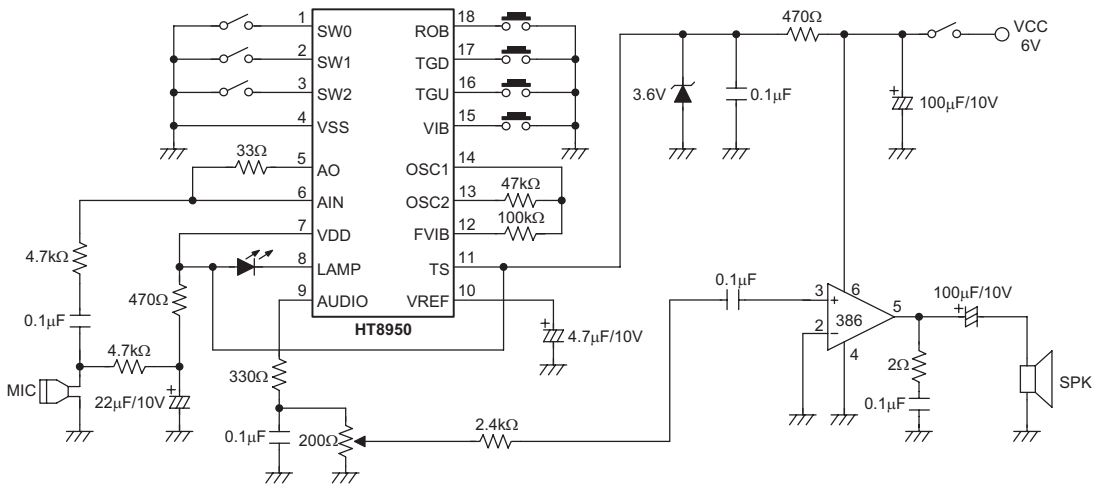 1 SW0
2 SW1
3 SW2
4 VSS
5 AO
6 AIN
7 VDD
8 LAMP
9 AUDIO
18 ROB
17 TGD
16 TGU
15 VIB
14 OSC1
13 OSC2
12 FVIB
11 TS
10 VREF
HT8950
33Ω
4.7kΩ
0.1μF
470Ω
4.7kΩ
MIC
22μF/10V
+
330Ω
0.1μF
200Ω
47kΩ
100kΩ
+
4.7μF/10V
2.4kΩ
3.6V
0.1μF
470Ω
VCC
6V
+
100μF/10V
0.1μF
3
+
2
−
6
386
4
5
100μF/10V
+
2Ω
0.1μF
SPK